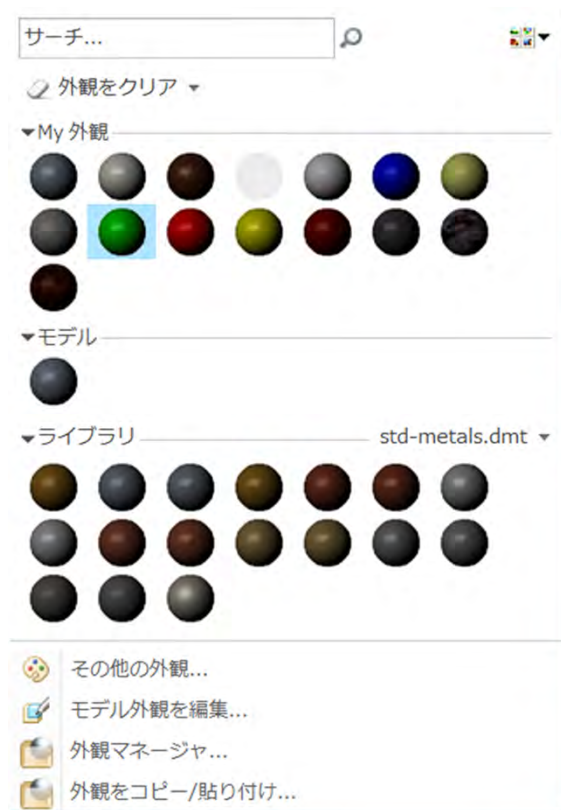 サーチ...
外観をクリア
My 外観
モデル
ライブラリ std-metals.dmt
その他の外観...
モデル外観を編集...
外観マネージャ...
外観をコピー/貼り付け...